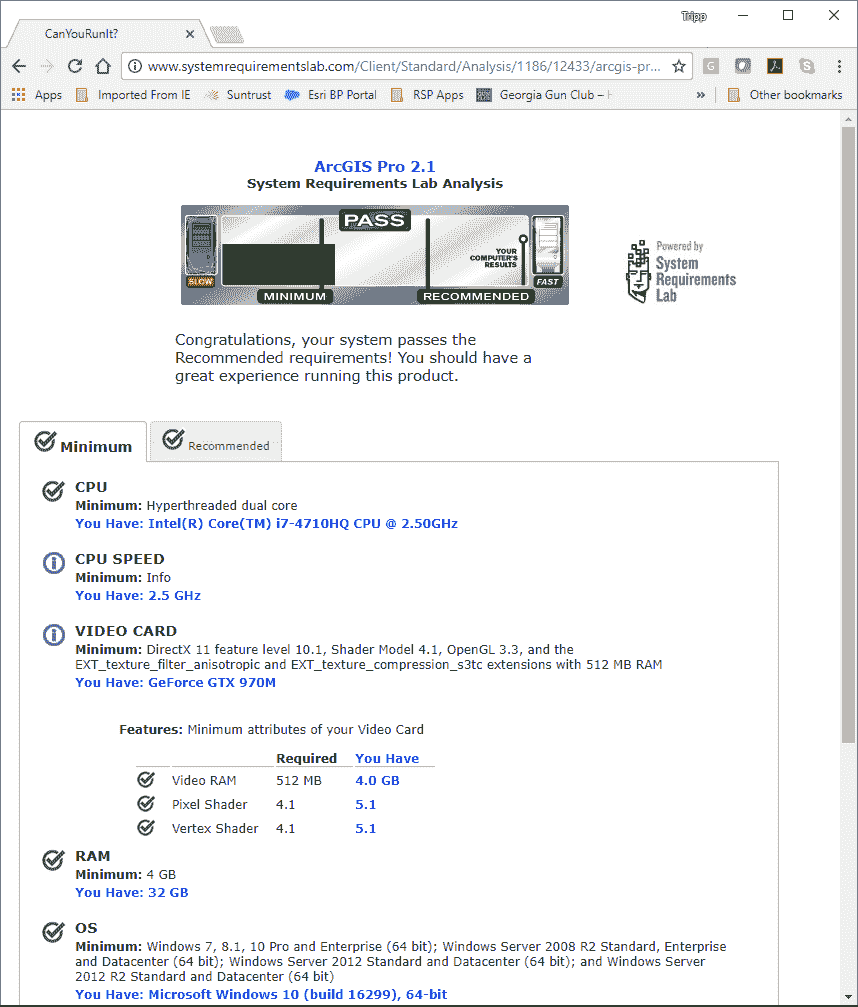 Tripp
CanYouRunIt?
www.systemrequirementslab.com/Client/Standard/Analysis/1186/12433/arcgis-pr...
Apps Imported From IE Suntrust Esri BP Portal RSP Apps Georgia Gun Club – » Other bookmarks
ArcGIS Pro 2.1
System Requirements Lab Analysis
PASS
YOUR
COMPUTER'S
RESULTS
SLOW
FAST
MINIMUM RECOMMENDED
Powered by
System
Requirements
Lab
Congratulations, your system passes the
Recommended requirements! You should have a
great experience running this product.
Minimum Recommended
CPU
Minimum: Hyperthreaded dual core
You Have: Intel(R) Core(TM) i7-4710HQ CPU @ 2.50GHz
CPU SPEED
Minimum: Info
You Have: 2.5 GHz
VIDEO CARD
Minimum: DirectX 11 feature level 10.1, Shader Model 4.1, OpenGL 3.3, and the
EXT_texture_filter_anisotropic and EXT_texture_compression_s3tc extensions with 512 MB RAM
You Have: GeForce GTX 970M
Features: Minimum attributes of your Video Card
Required You Have
Video RAM 512 MB 4.0 GB
Pixel Shader 4.1 5.1
Vertex Shader 4.1 5.1
RAM
Minimum: 4 GB
You Have: 32 GB
OS
Minimum: Windows 7, 8.1, 10 Pro and Enterprise (64 bit); Windows Server 2008 R2 Standard, Enterprise
and Datacenter (64 bit); Windows Server 2012 Standard and Datacenter (64 bit); and Windows Server
2012 R2 Standard and Datacenter (64 bit)
You Have: Microsoft Windows 10 (build 16299), 64-bit